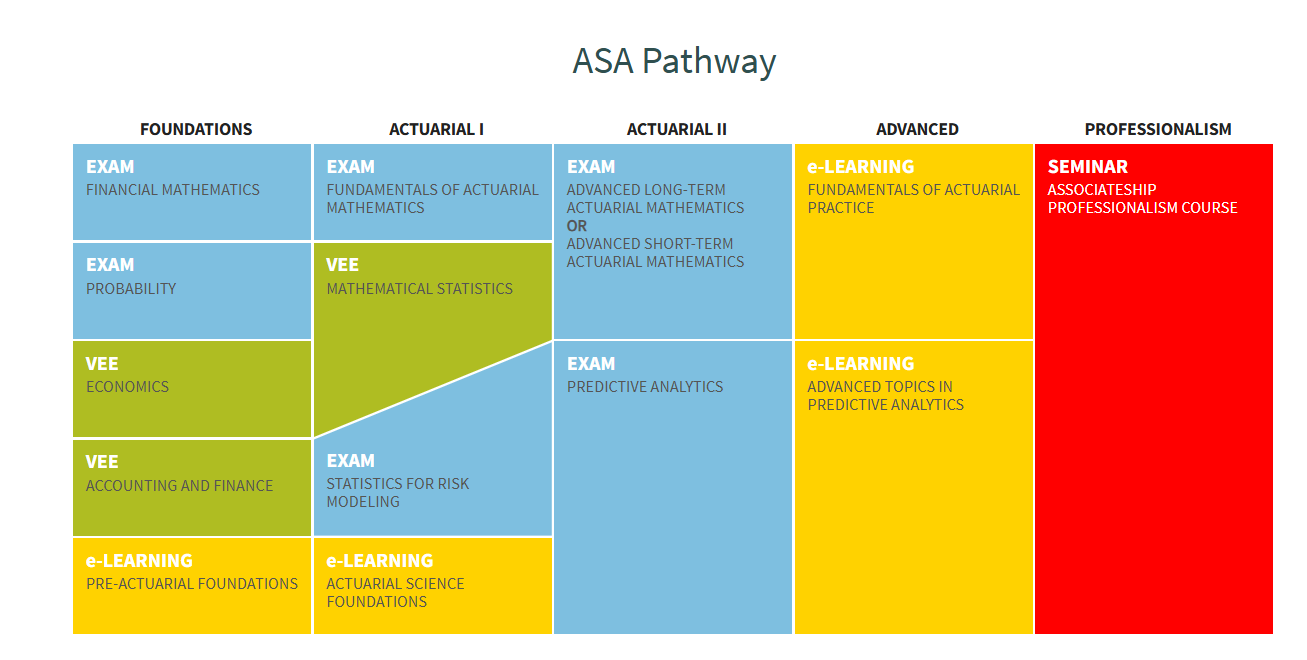 ASA Pathway
FOUNDATIONS
EXAM
FINANCIAL MATHEMATICS
EXAM
PROBABILITY
VEE
ECONOMICS
VEE
ACCOUNTING AND FINANCE
e-LEARNING
PRE-ACTUARIAL FOUNDATIONS
ACTUARIAL I
EXAM
FUNDAMENTALS OF ACTUARIAL
MATHEMATICS
VEE
MATHEMATICAL STATISTICS
EXAM
STATISTICS FOR RISK
MODELING
e-LEARNING
ACTUARIAL SCIENCE
FOUNDATIONS
ACTUARIAL II
EXAM
ADVANCED LONG-TERM
ACTUARIAL MATHEMATICS
OR
ADVANCED SHORT-TERM
ACTUARIAL MATHEMATICS
EXAM
PREDICTIVE ANALYTICS
ADVANCED
e-LEARNING
FUNDAMENTALS OF ACTUARIAL
PRACTICE
e-LEARNING
ADVANCED TOPICS IN
PREDICTIVE ANALYTICS
PROFESSIONALISM
SEMINAR
ASSOCIATESHIP
PROFESSIONALISM COURSE